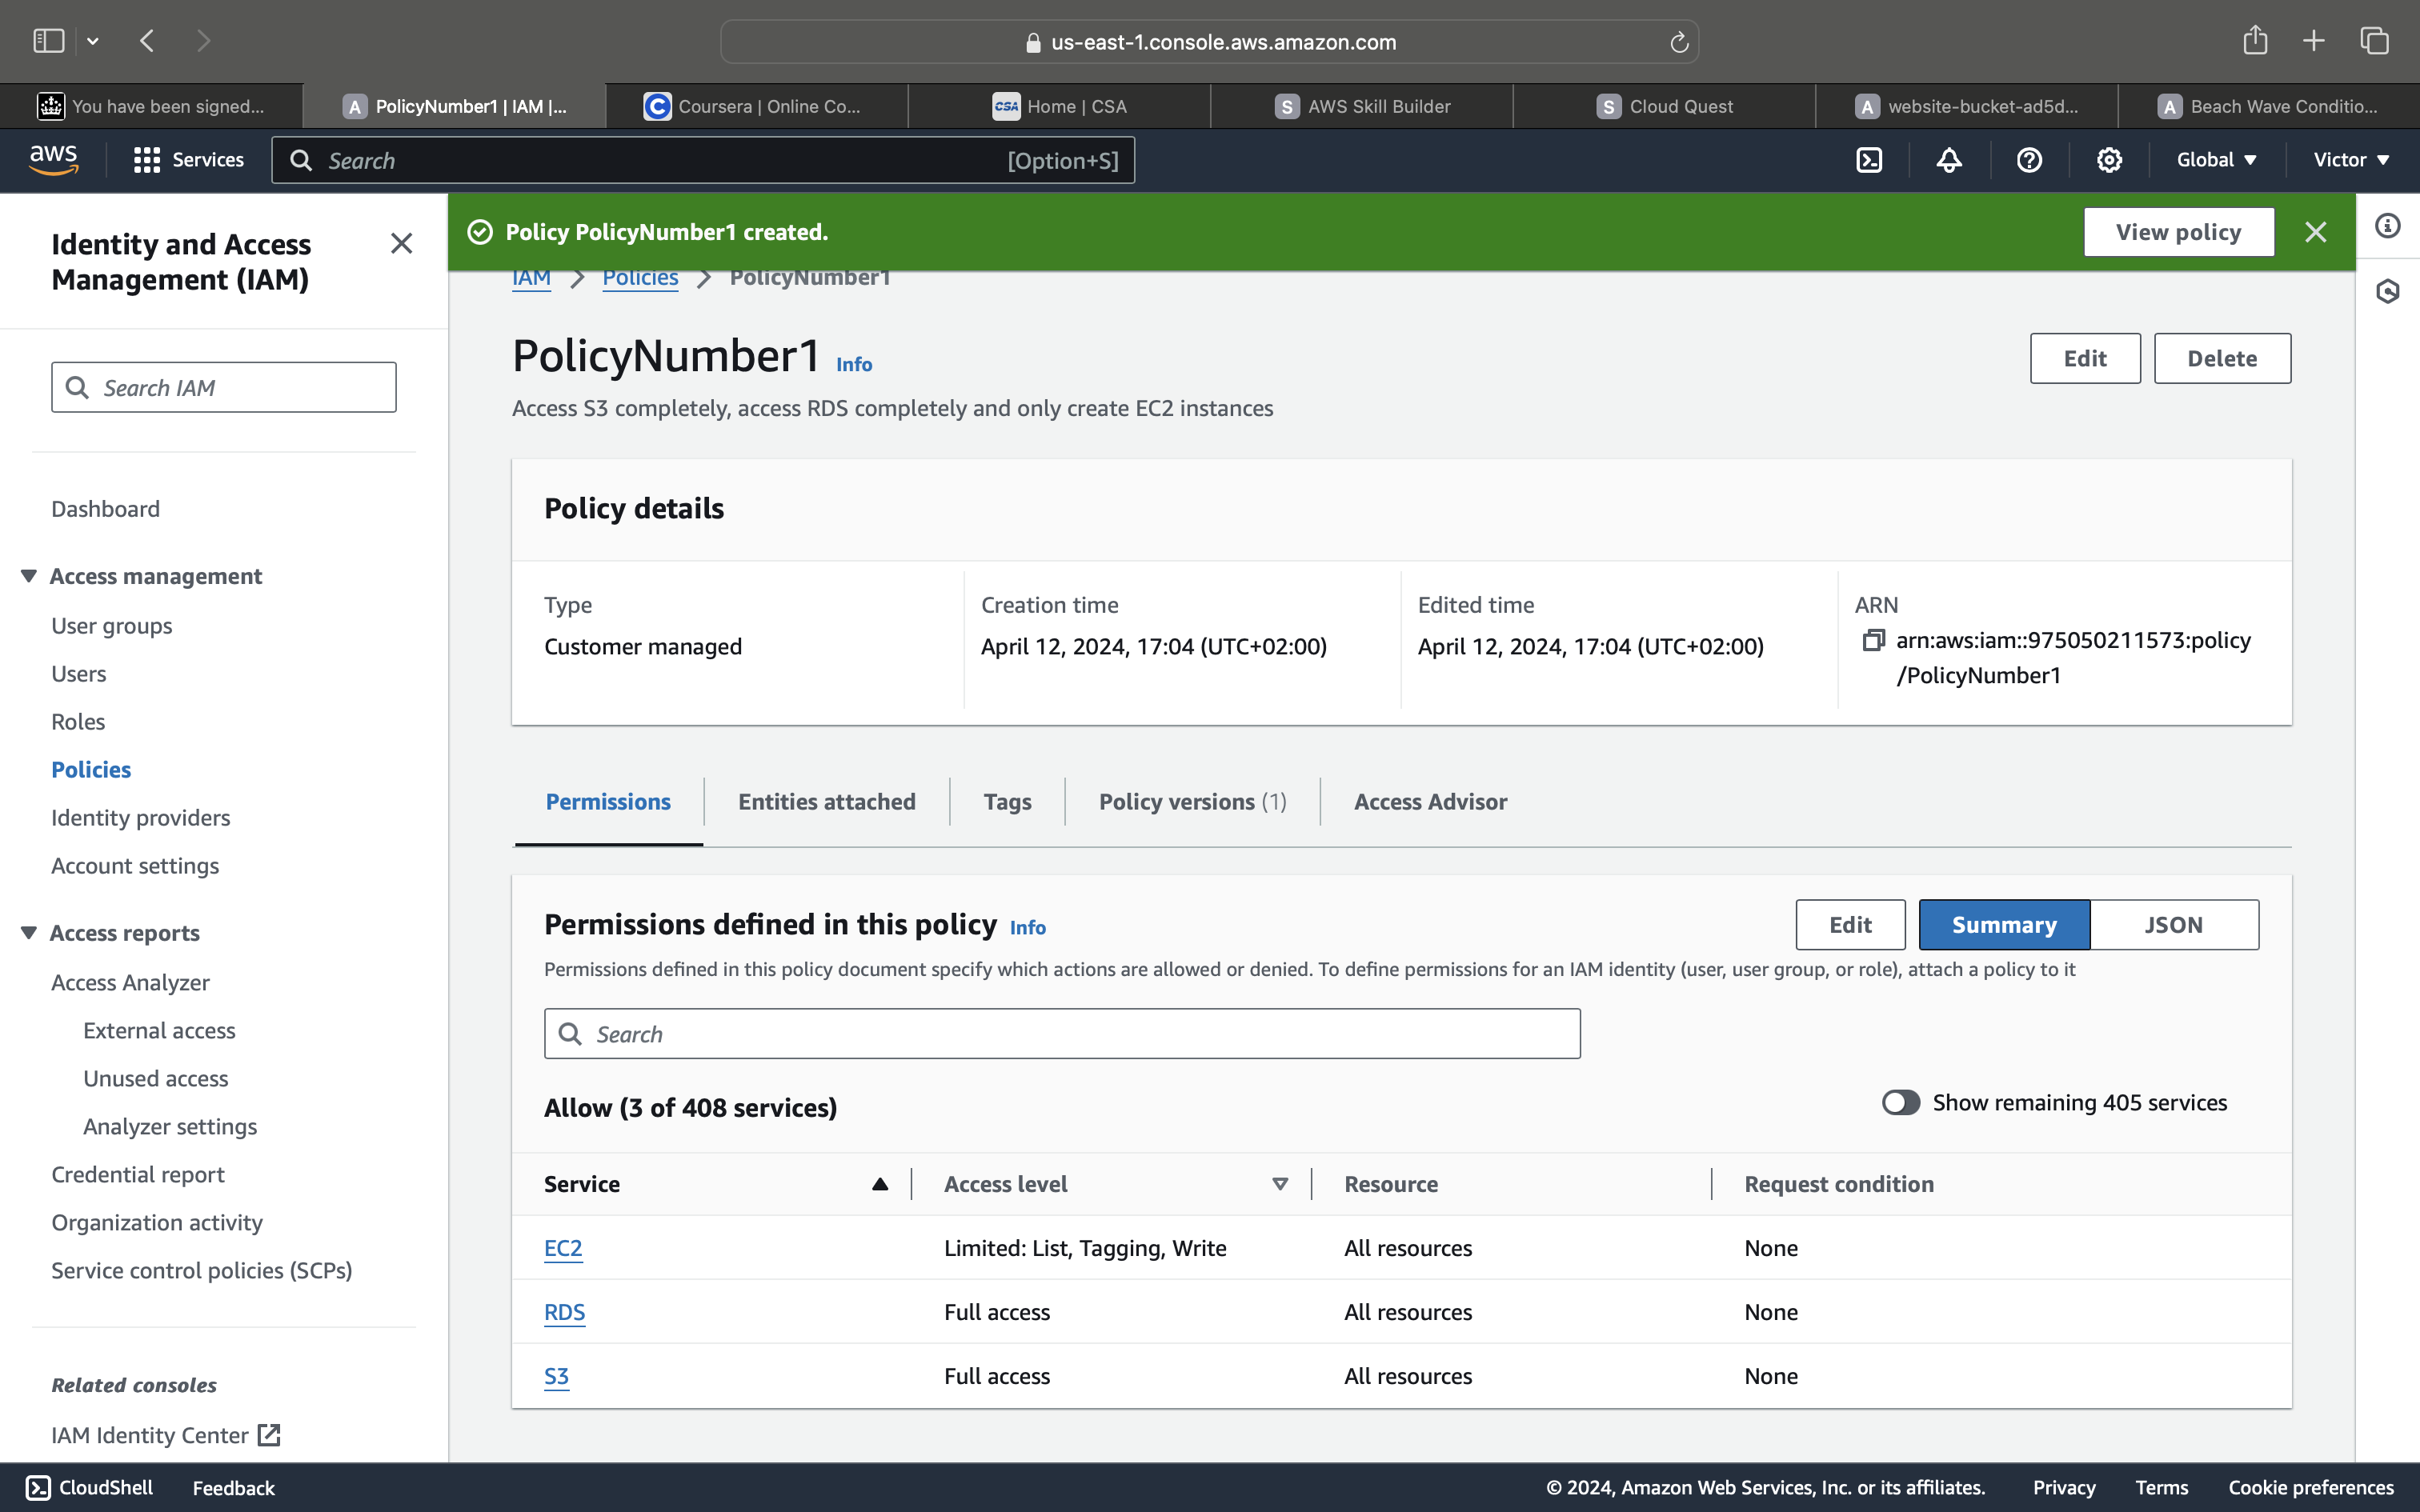 us-east-1.console.aws.amazon.com
You have been signed...
A PolicyNumber1 | IAM |...
C Coursera | Online Co...
CSA Home | CSA
S AWS Skill Builder
S Cloud Quest
A website-bucket-ad5d...
A Beach Wave Conditio...
aws Services Search [Option+S] Global Victor
Identity and Access
Management (IAM)
Search IAM
Dashboard
Access management
User groups
Users
Roles
Policies
Identity providers
Account settings
Access reports
Access Analyzer
External access
Unused access
Analyzer settings
Credential report
Organization activity
Service control policies (SCPs)
Related consoles
IAM Identity Center
Policy PolicyNumber1 created. View policy
IAM Policies PolicyNumber1
PolicyNumber1 Info Edit Delete
Access S3 completely, access RDS completely and only create EC2 instances
Policy details
Type
Customer managed
Creation time
April 12, 2024, 17:04 (UTC+02:00)
Edited time
April 12, 2024, 17:04 (UTC+02:00)
ARN
arn:aws:iam::975050211573:policy
/PolicyNumber1
Permissions Entities attached Tags Policy versions (1) Access Advisor
Permissions defined in this policy Info Edit Summary JSON
Permissions defined in this policy document specify which actions are allowed or denied. To define permissions for an IAM identity (user, user group, or role), attach a policy to it
Search
Allow (3 of 408 services) Show remaining 405 services
Service Access level Resource Request condition
EC2 Limited: List, Tagging, Write All resources None
RDS Full access All resources None
S3 Full access All resources None
CloudShell Feedback © 2024, Amazon Web Services, Inc. or its affiliates. Privacy Terms Cookie preferences